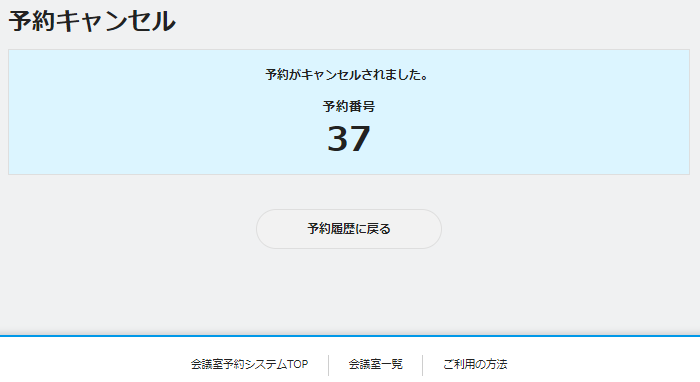 予約キャンセル
予約がキャンセルされました。
予約番号
37
予約履歴に戻る
会議室予約システムTOP
会議室一覧
ご利用の方法